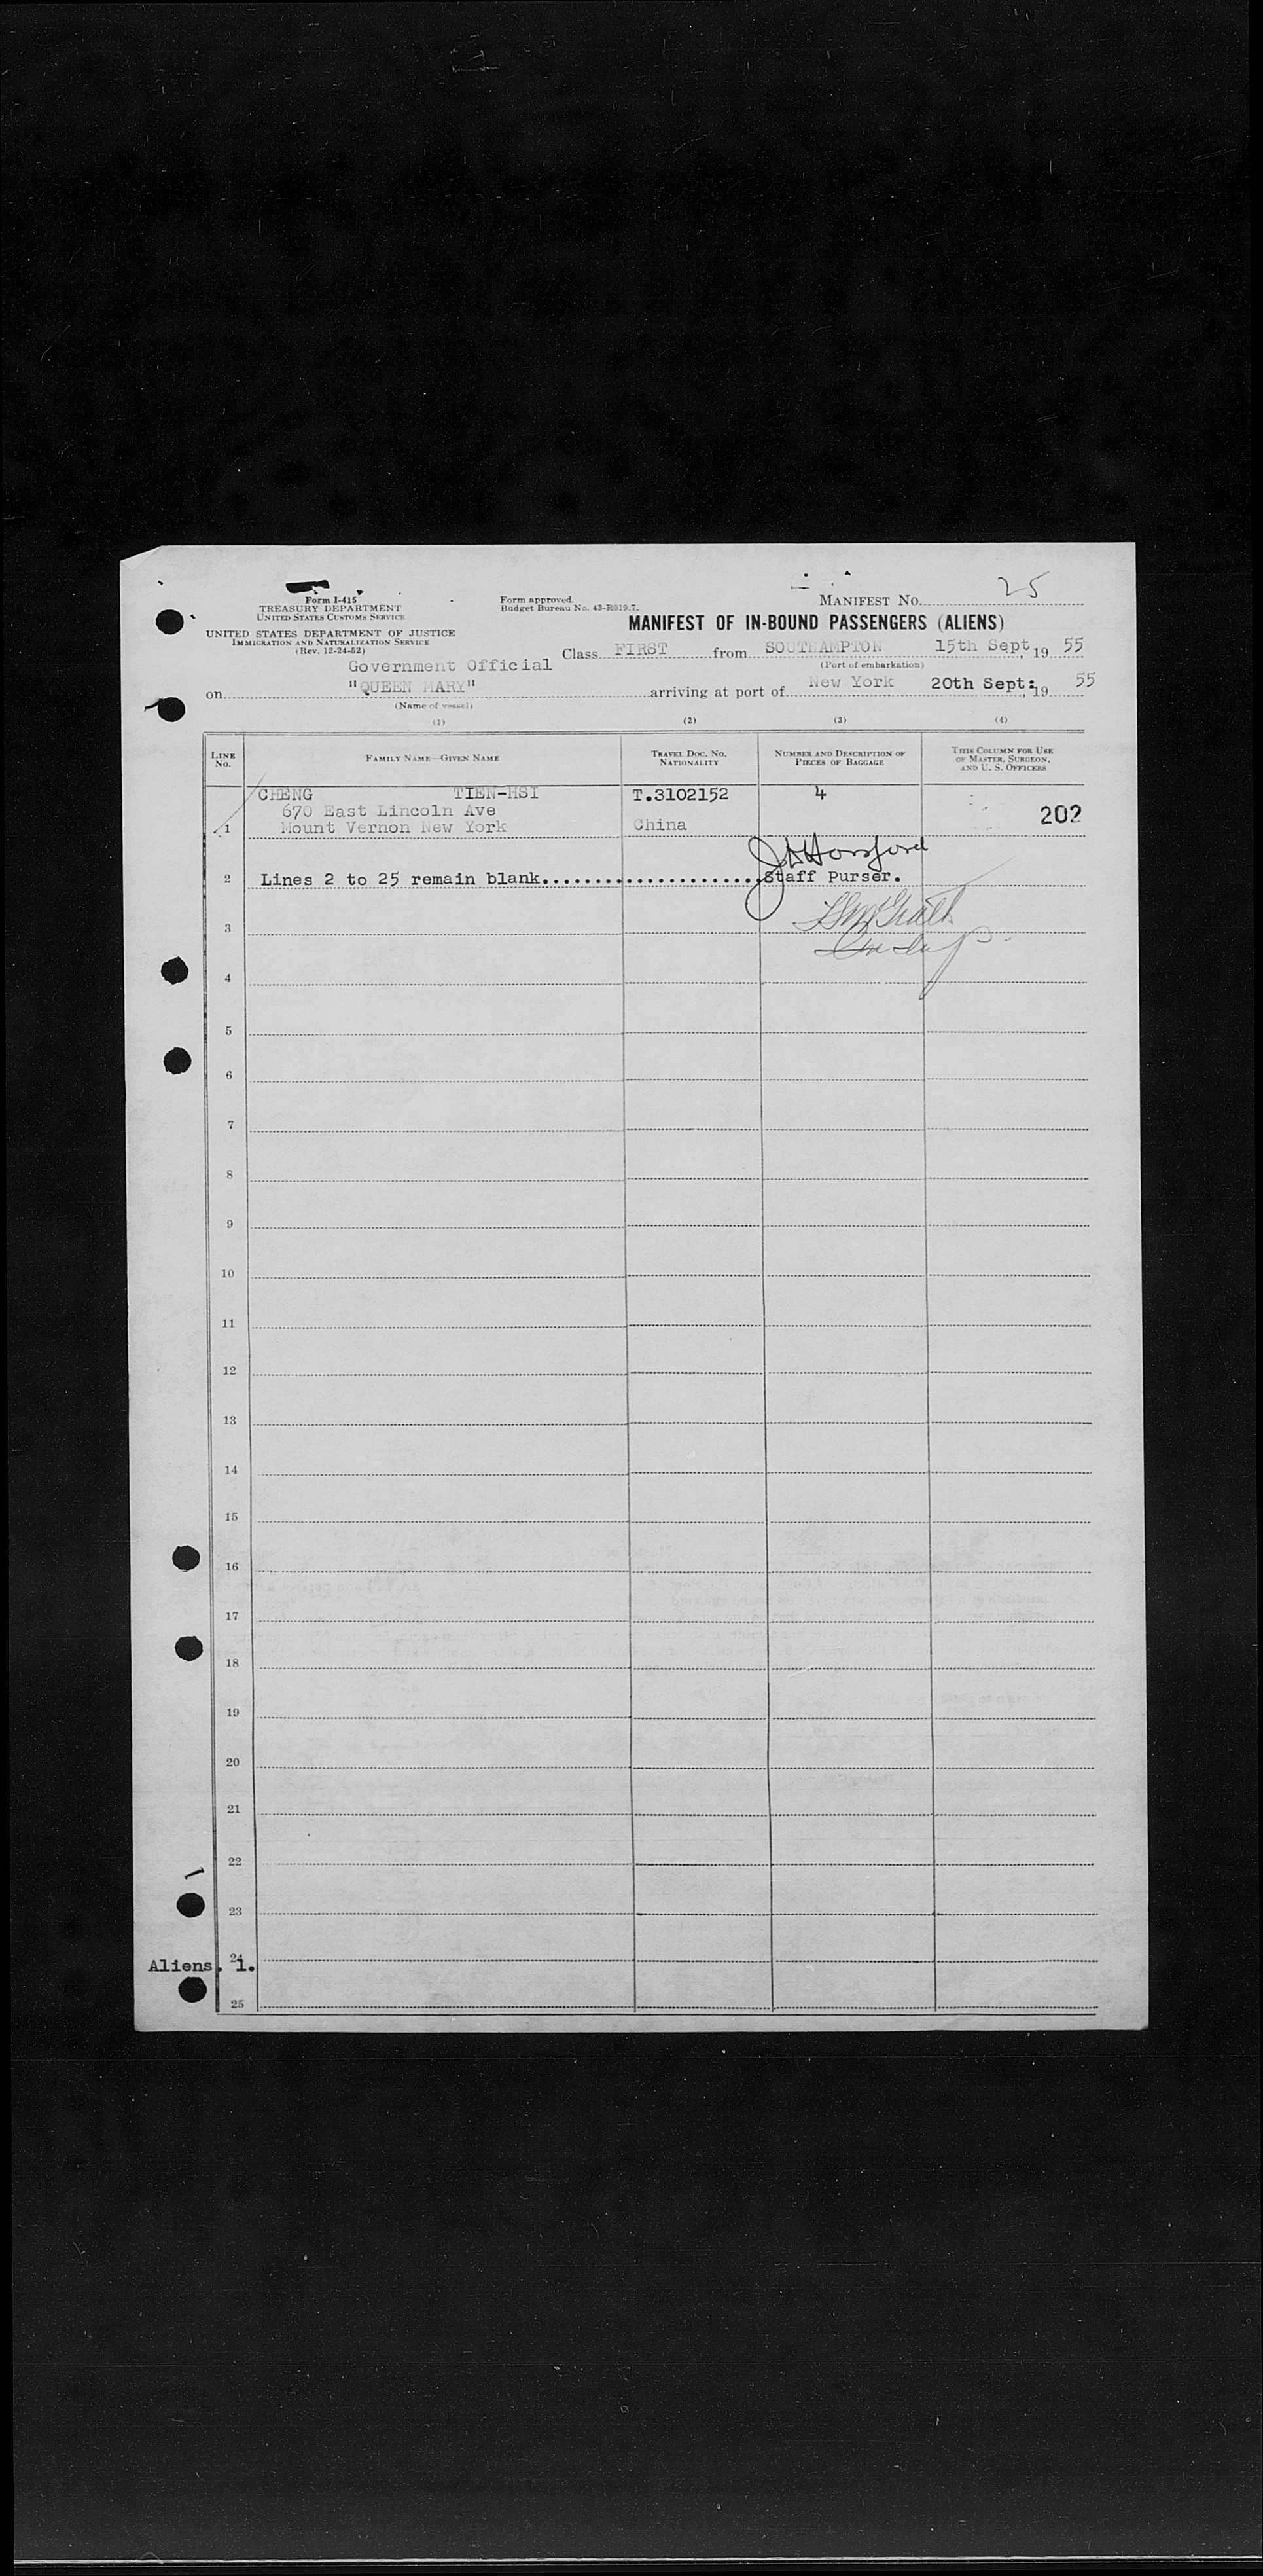 Form I-415
TREASURY DEPARTMENT
UNITED STATES CUSTOMS SERVICE
UNITED STATES DEPARTMENT OF JUSTICE
IMMIGRATION AND NATURALIZATION SERVICE
(Rev. 12-24-52)
Form approved.
Budget Bureau No. 43-R019.7.
MANIFEST No. 25
MANIFEST OF IN-BOUND PASSENGERS (ALIENS)
Class FIRST from SOUTHAMPTON 15th Sept, 19 55
(Port of embarkation)
Government Official
on "QUEEN MARY" arriving at port of New York 20th Sept: 19 55
(Name of vessel)
(1) (2) (3) (4)
LINE No. FAMILY NAME—GIVEN NAME TRAVEL DOC. NO. NATIONALITY NUMBER AND DESCRIPTION OF PIECES OF BAGGAGE THIS COLUMN FOR USE OF MASTER, SURGEON, AND U. S. OFFICERS
CHENG TIEN-HSI T.3102152 4
670 East Lincoln Ave 202
1 Mount Vernon New York China
2 Lines 2 to 25 remain blank......................Staff Purser.
3
4
5
6
7
8
9
10
11
12
13
14
15
16
17
18
19
20
21
22
23
24
Aliens. 1.
25